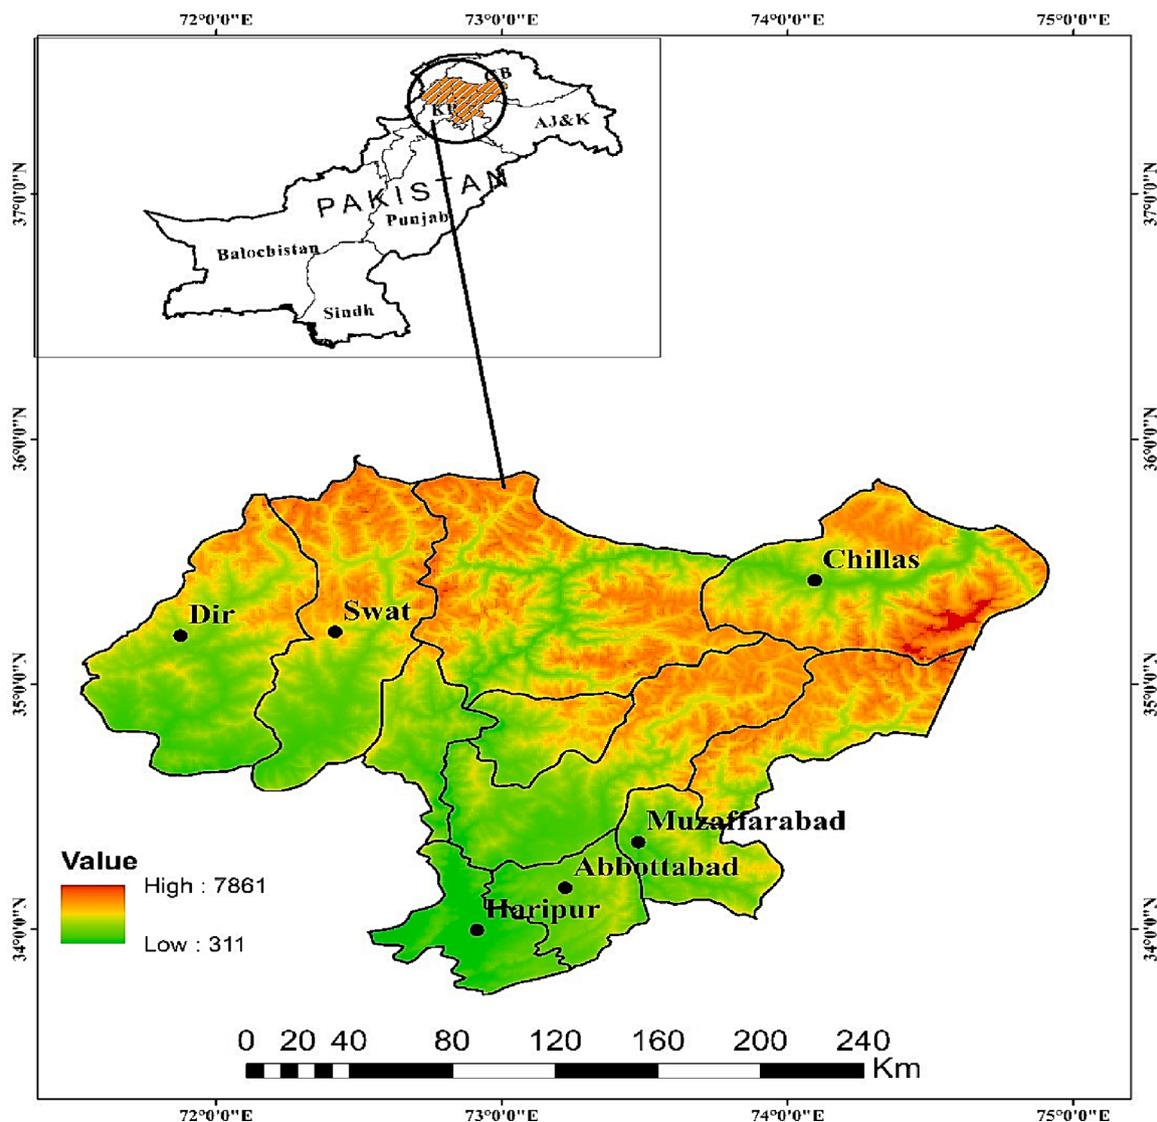 72°0'0"E 73°0'0"E 74°0'0"E 75°0'0"E
GB
KP
AJ&K
PAKISTAN
Punjab
Balochistan
Sindh
37°0'0"N
37°0'0"N
36°0'0"N
36°0'0"N
Chillas
Dir
Swat
35°0'0"N
35°0'0"N
Muzaffarabad
Abbottabad
Haripur
Value
High : 7861
Low : 311
34°0'0"N
34°0'0"N
0 20 40 80 120 160 200 240
Km
72°0'0"E 73°0'0"E 74°0'0"E 75°0'0"E